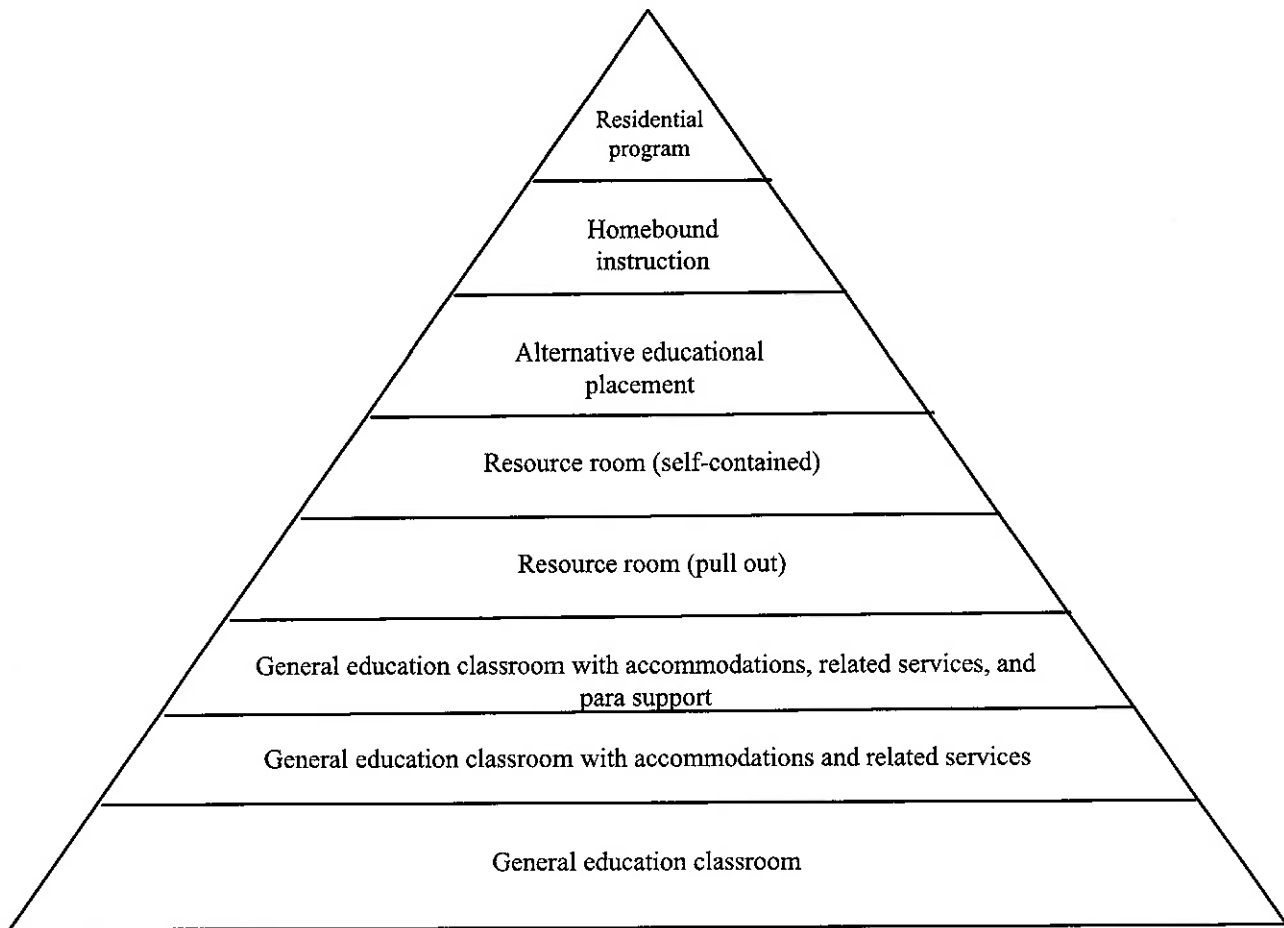 Residential
program
Homebound
instruction
Alternative educational
placement
Resource room (self-contained)
Resource room (pull out)
General education classroom with accommodations, related services, and
para support
General education classroom with accommodations and related services
General education classroom